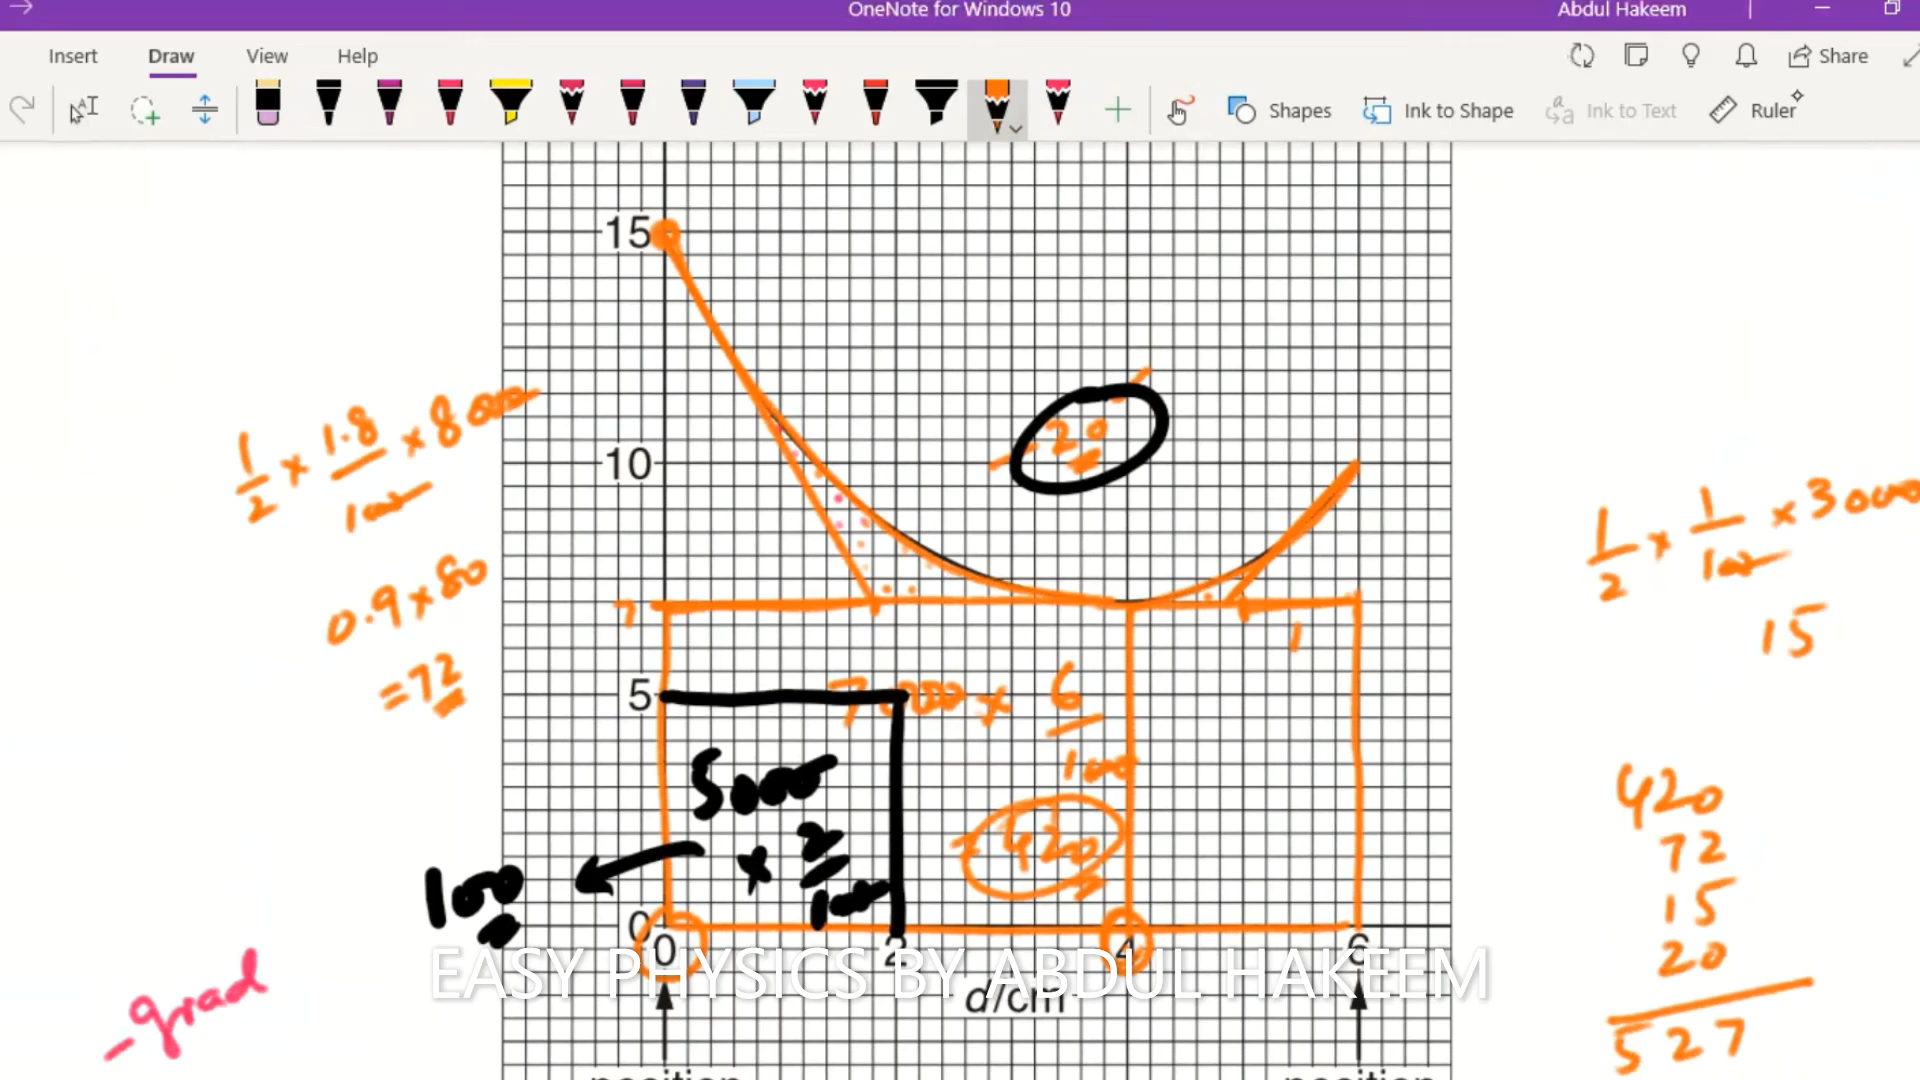 OneNote for Windows 10
Abdul Hakeem
Insert Draw View Help
Share
Shapes
Ink to Shape
Ink to Text
Ruler
15
10
5
0
0 2 4 6
d/cm
1/2 × 1.8/100 × 8000
0.9 × 80
= 72
20
7
1
7000 × 6/100
= 420
5000
× 2/100
100
1/2 × 1/100 × 3000
15
420
72
15
20
527
- grad
EASY PHYSICS BY ABDUL HAKEEM